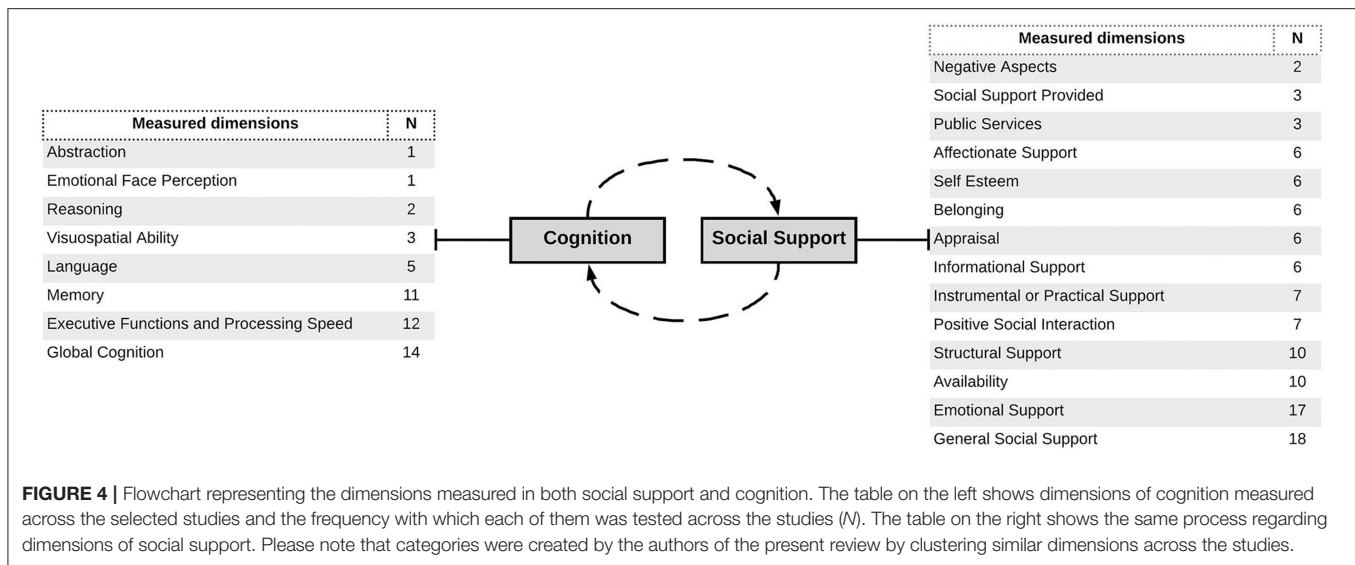 Measured dimensions N
Abstraction 1
Emotional Face Perception 1
Reasoning 2
Visuospatial Ability 3
Language 5
Memory 11
Executive Functions and Processing Speed 12
Global Cognition 14
Cognition
Social Support
Measured dimensions N
Negative Aspects 2
Social Support Provided 3
Public Services 3
Affectionate Support 6
Self Esteem 6
Belonging 6
Appraisal 6
Informational Support 6
Instrumental or Practical Support 7
Positive Social Interaction 7
Structural Support 10
Availability 10
Emotional Support 17
General Social Support 18
FIGURE 4 | Flowchart representing the dimensions measured in both social support and cognition. The table on the left shows dimensions of cognition measured
across the selected studies and the frequency with which each of them was tested across the studies (N). The table on the right shows the same process regarding
dimensions of social support. Please note that categories were created by the authors of the present review by clustering similar dimensions across the studies.